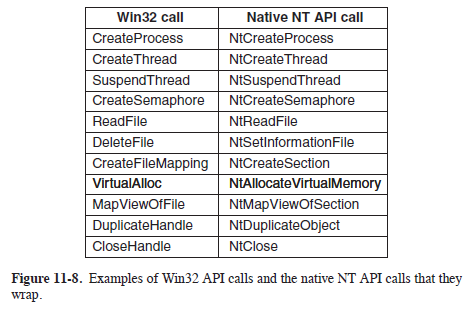 Win32 call Native NT API call
CreateProcess NtCreateProcess
CreateThread NtCreateThread
SuspendThread NtSuspendThread
CreateSemaphore NtCreateSemaphore
ReadFile NtReadFile
DeleteFile NtSetInformationFile
CreateFileMapping NtCreateSection
VirtualAlloc NtAllocateVirtualMemory
MapViewOfFile NtMapViewOfSection
DuplicateHandle NtDuplicateObject
CloseHandle NtClose
Figure 11-8. Examples of Win32 API calls and the native NT API calls that they
wrap.